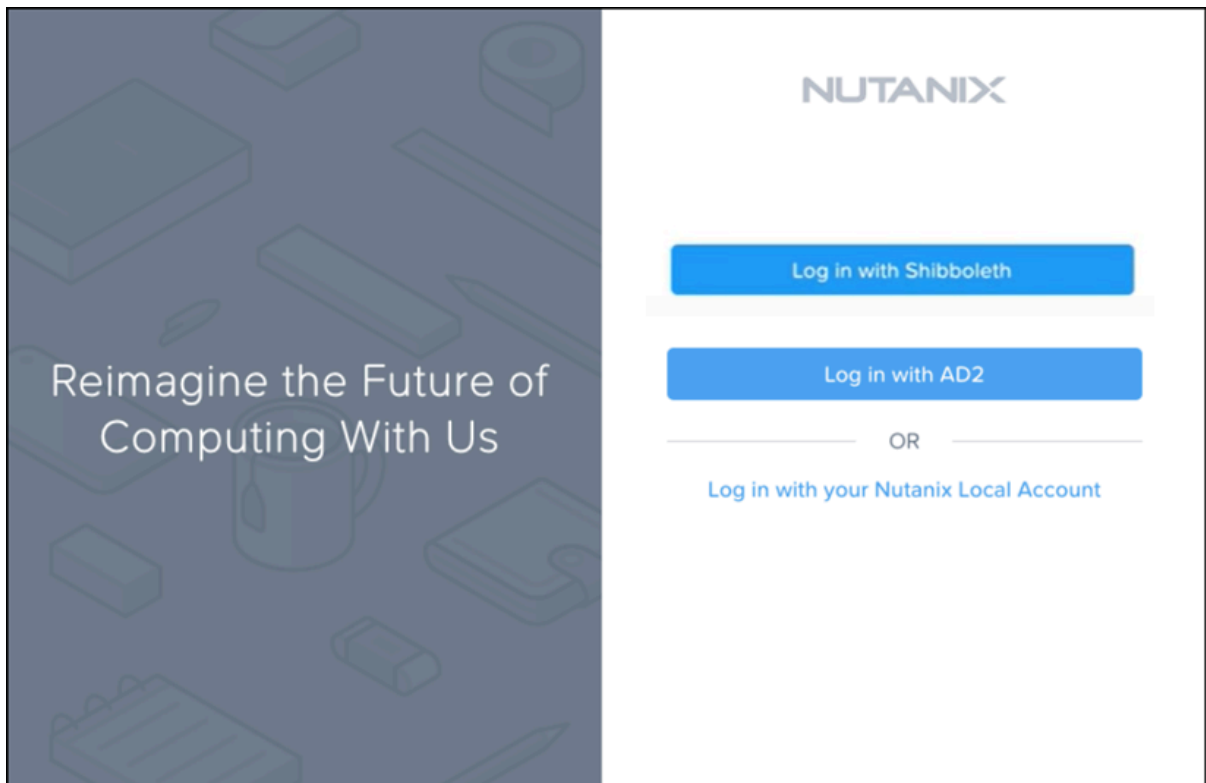 Reimagine the Future of
Computing With Us
NUTANIX
Log in with Shibboleth
Log in with AD2
OR
Log in with your Nutanix Local Account